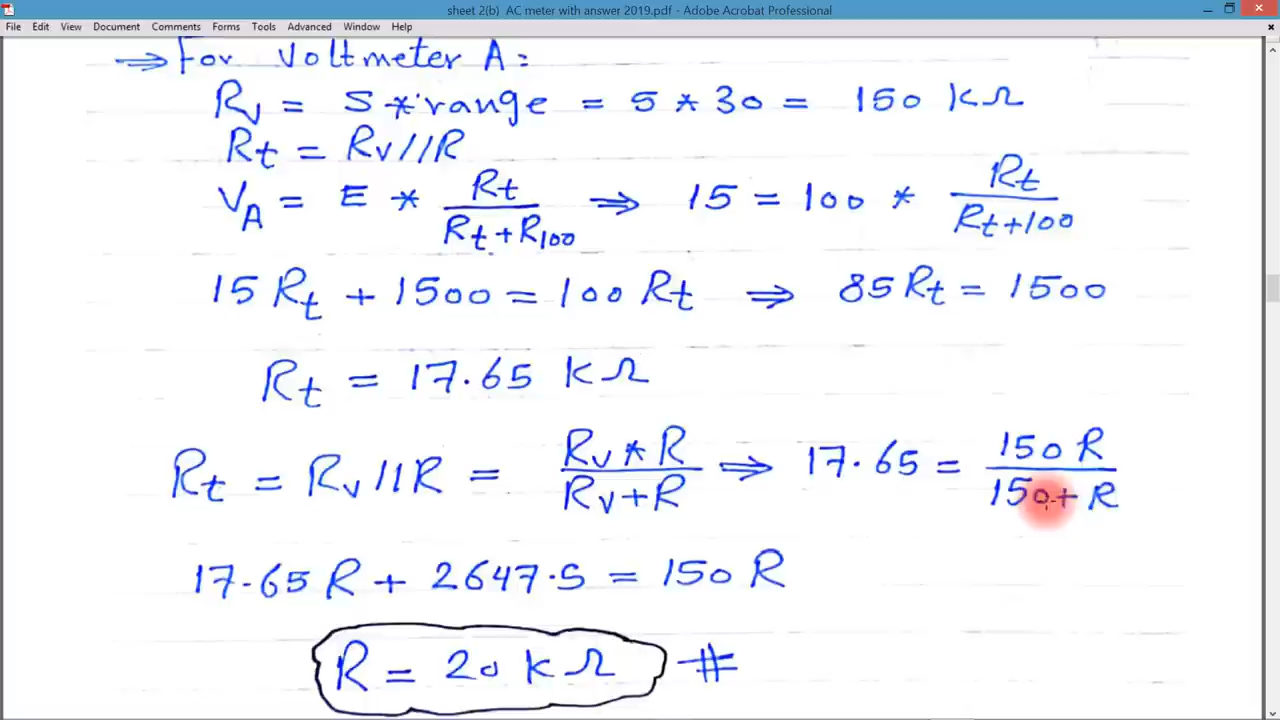 sheet 2(b) AC meter with answer 2019.pdf - Adobe Acrobat Professional
File Edit View Document Comments Forms Tools Advanced Window Help
⇒ For Voltmeter A:
Rv = S * range = 5 * 30 = 150 kΩ
Rt = Rv//R
VA = E * Rt / (Rt + R100) ⇒ 15 = 100 * Rt / (Rt + 100)
15 Rt + 1500 = 100 Rt ⇒ 85 Rt = 1500
Rt = 17.65 kΩ
Rt = Rv//R = Rv * R / (Rv + R) ⇒ 17.65 = 150 R / (150 + R)
17.65 R + 2647.5 = 150 R
R = 20 kΩ #